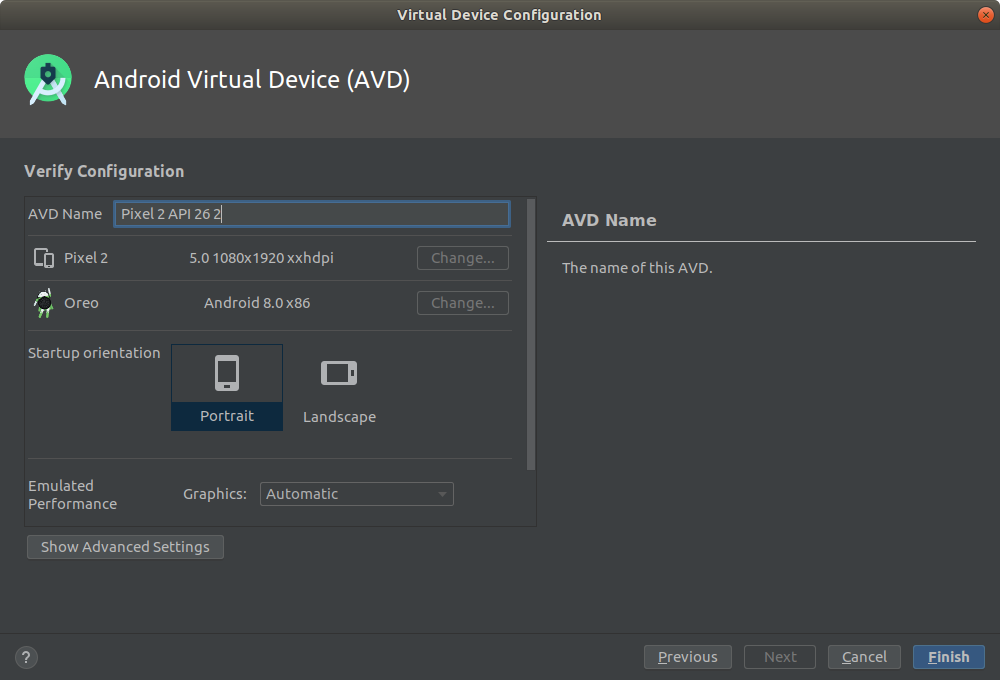 Virtual Device Configuration
Android Virtual Device (AVD)
Verify Configuration
AVD Name Pixel 2 API 26 2
Pixel 2 5.0 1080x1920 xxhdpi Change...
Oreo Android 8.0 x86 Change...
Startup orientation
Portrait Landscape
Emulated
Performance
Graphics: Automatic
Show Advanced Settings
AVD Name
The name of this AVD.
? Previous Next Cancel Finish